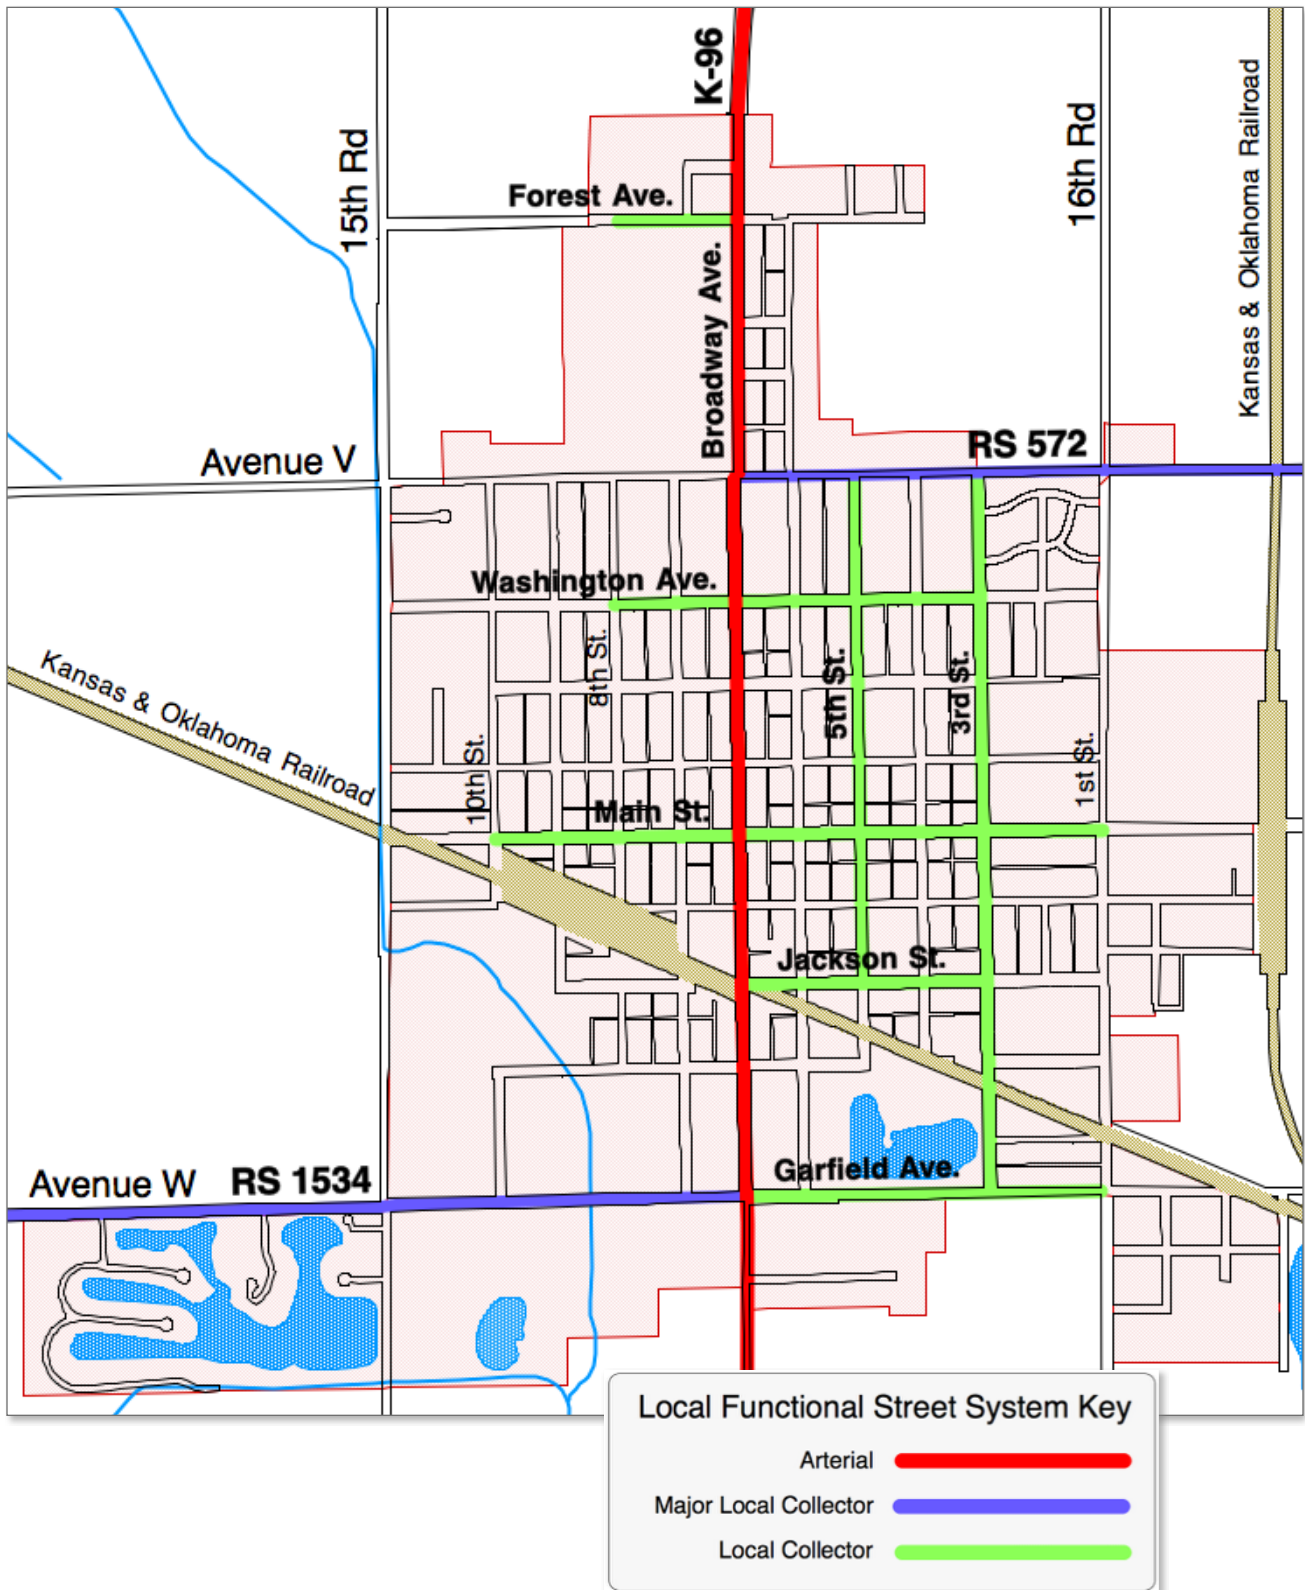 K-96
15th Rd
16th Rd
Kansas & Oklahoma Railroad
Forest Ave.
Broadway Ave.
RS 572
Avenue V
Washington Ave.
8th St.
5th St.
3rd St.
Kansas & Oklahoma Railroad
10th St.
1st St.
Main St.
Jackson St.
Garfield Ave.
Avenue W RS 1534
Local Functional Street System Key
Arterial
Major Local Collector
Local Collector